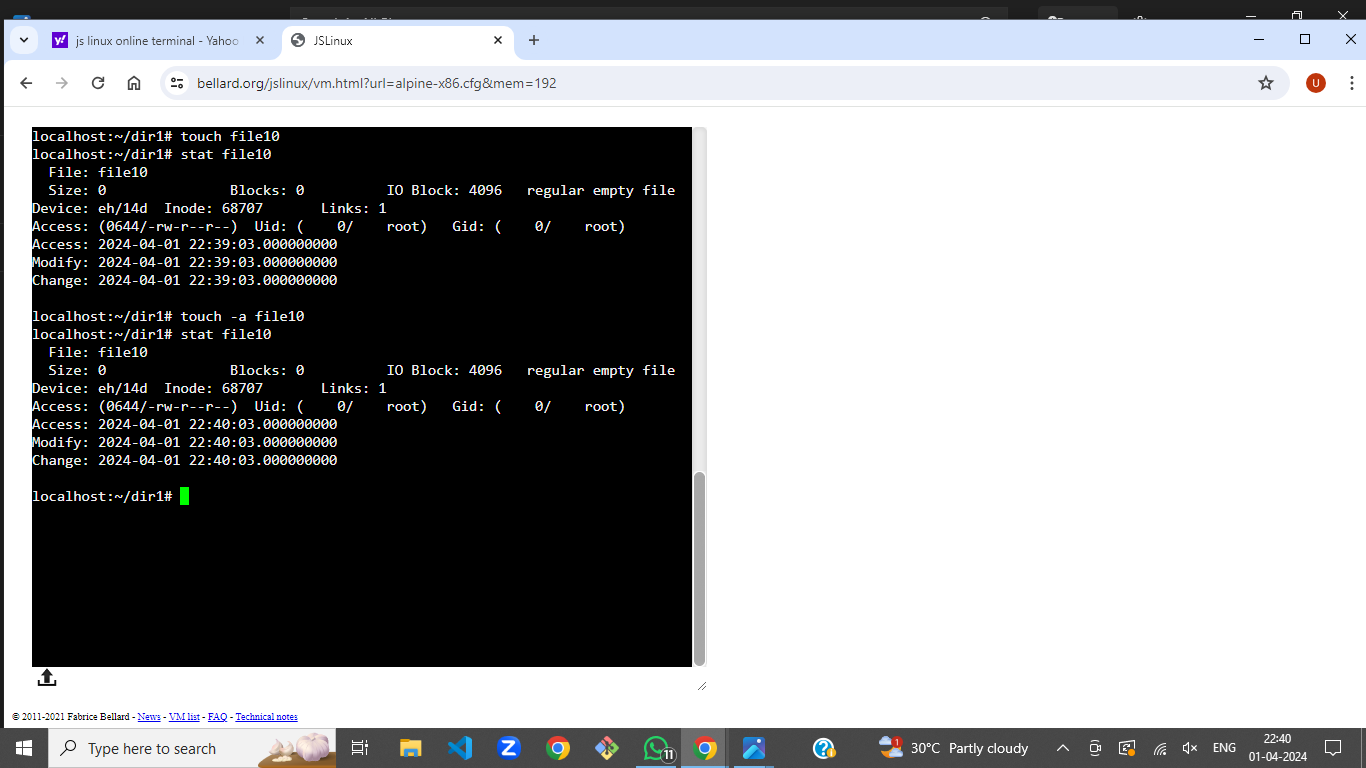 js linux online terminal - Yahoo
JSLinux
bellard.org/jslinux/vm.html?url=alpine-x86.cfg&mem=192
U
localhost:~/dir1# touch file10
localhost:~/dir1# stat file10
  File: file10
  Size: 0               Blocks: 0          IO Block: 4096   regular empty file
Device: eh/14d  Inode: 68707       Links: 1
Access: (0644/-rw-r--r--)  Uid: (    0/    root)   Gid: (    0/    root)
Access: 2024-04-01 22:39:03.000000000
Modify: 2024-04-01 22:39:03.000000000
Change: 2024-04-01 22:39:03.000000000
localhost:~/dir1# touch -a file10
localhost:~/dir1# stat file10
  File: file10
  Size: 0               Blocks: 0          IO Block: 4096   regular empty file
Device: eh/14d  Inode: 68707       Links: 1
Access: (0644/-rw-r--r--)  Uid: (    0/    root)   Gid: (    0/    root)
Access: 2024-04-01 22:40:03.000000000
Modify: 2024-04-01 22:40:03.000000000
Change: 2024-04-01 22:40:03.000000000
localhost:~/dir1#
© 2011-2021 Fabrice Bellard - News - VM list - FAQ - Technical notes
Type here to search
11
1
30°C Partly cloudy
ENG
22:40
01-04-2024